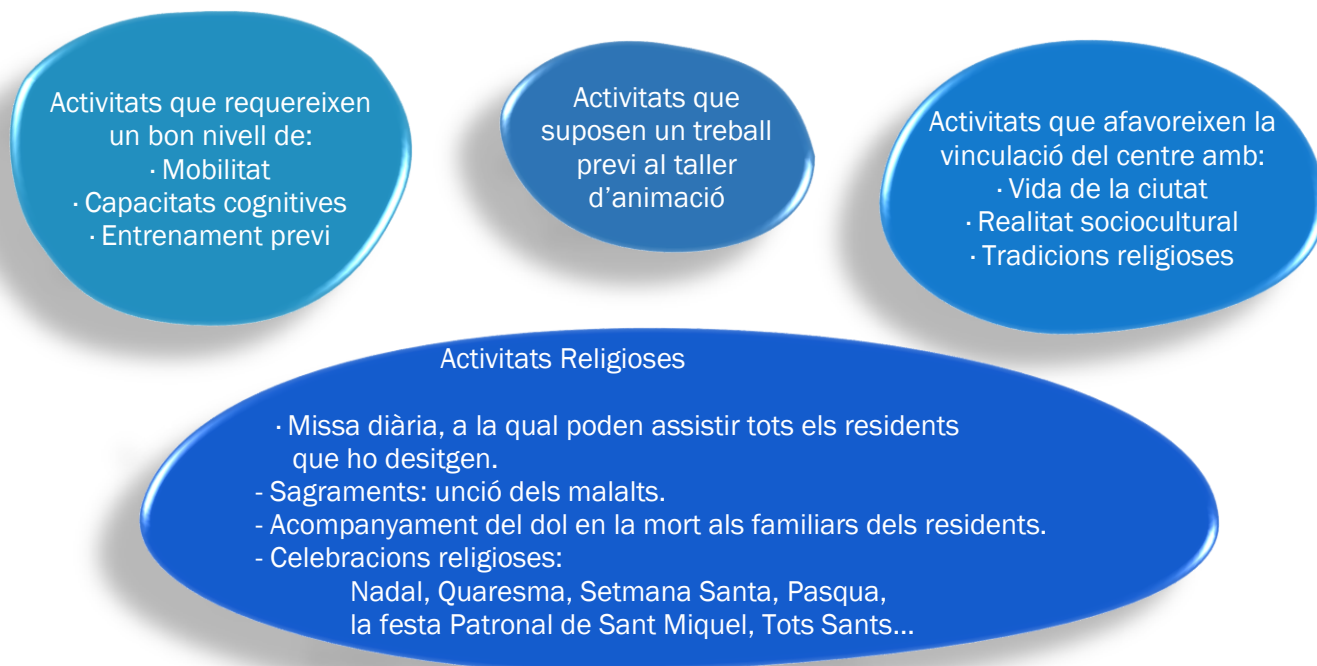 Activitats que requereixen
un bon nivell de:
· Mobilitat
· Capacitats cognitives
· Entrenament previ
Activitats que
suposen un treball
previ al taller
d’animació
Activitats que afavoreixen la
vinculació del centre amb:
· Vida de la ciutat
· Realitat sociocultural
· Tradicions religioses
Activitats Religioses
· Missa diària, a la qual poden assistir tots els residents
que ho desitgen.
- Sagraments: unció dels malalts.
- Acompanyament del dol en la mort als familiars dels residents.
- Celebracions religioses:
Nadal, Quaresma, Setmana Santa, Pasqua,
la festa Patronal de Sant Miquel, Tots Sants...